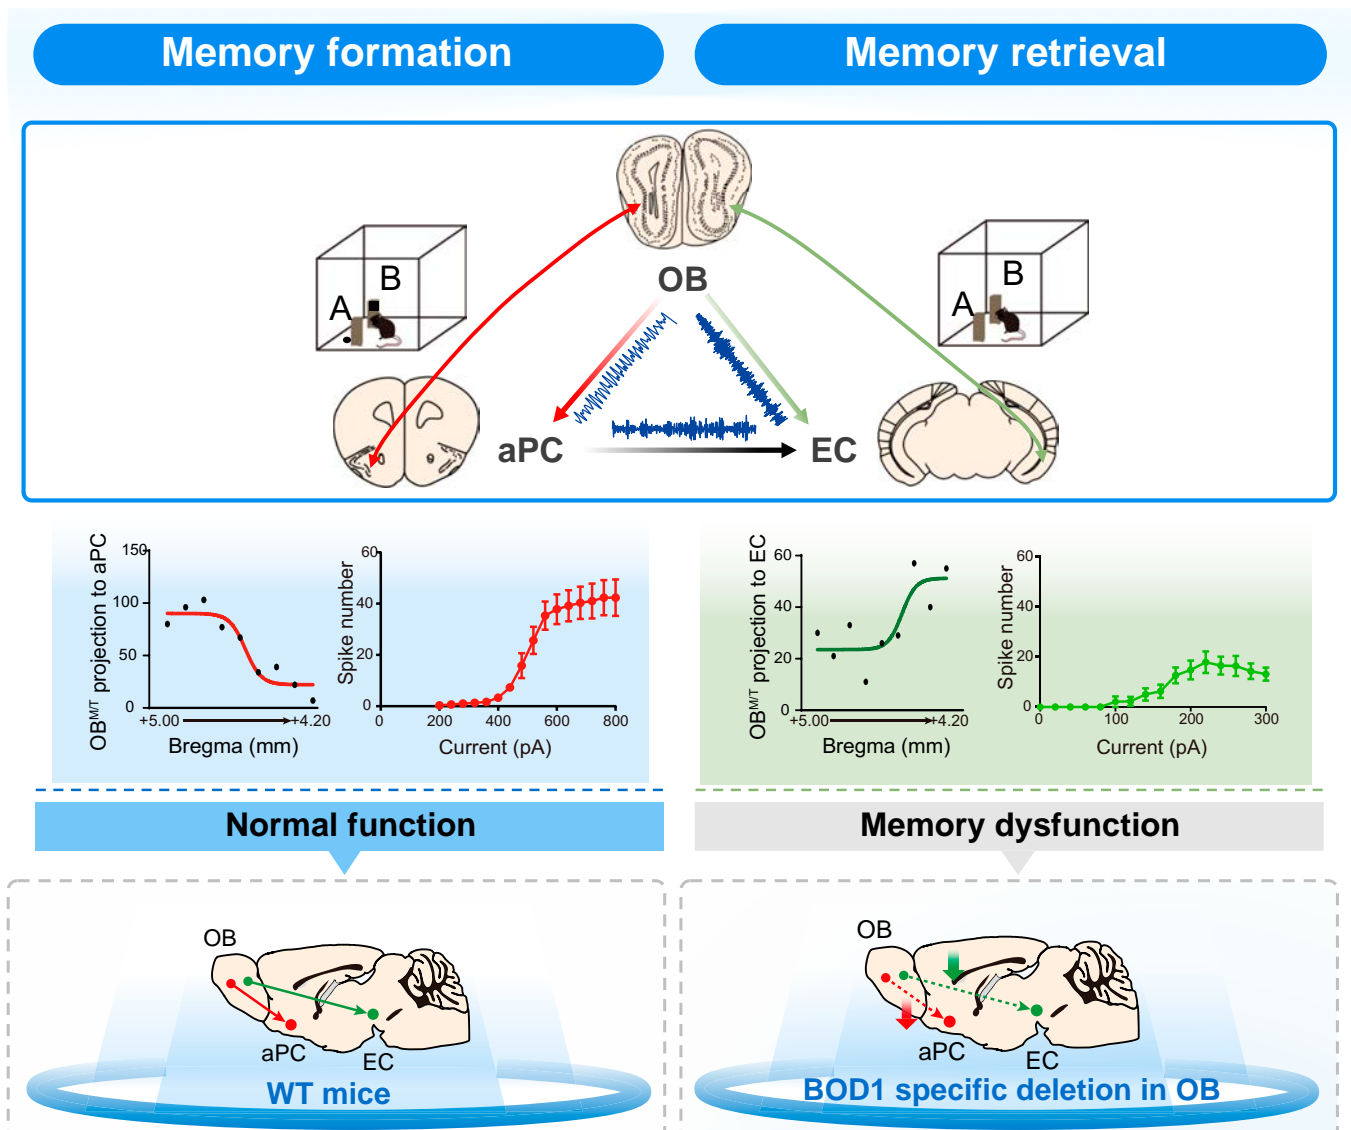 Memory formation
Memory retrieval
OB
A
B
A
B
aPC
EC
OBM/T projection to aPC
150
100
50
0
+5.00
+4.20
Bregma (mm)
Spike number
60
40
20
0
0
200
400
600
800
Current (pA)
OBM/T projection to EC
60
40
20
0
+5.00
+4.20
Bregma (mm)
Spike number
60
40
20
0
0
100
200
300
Current (pA)
Normal function
Memory dysfunction
OB
aPC
EC
WT mice
OB
aPC
EC
BOD1 specific deletion in OB